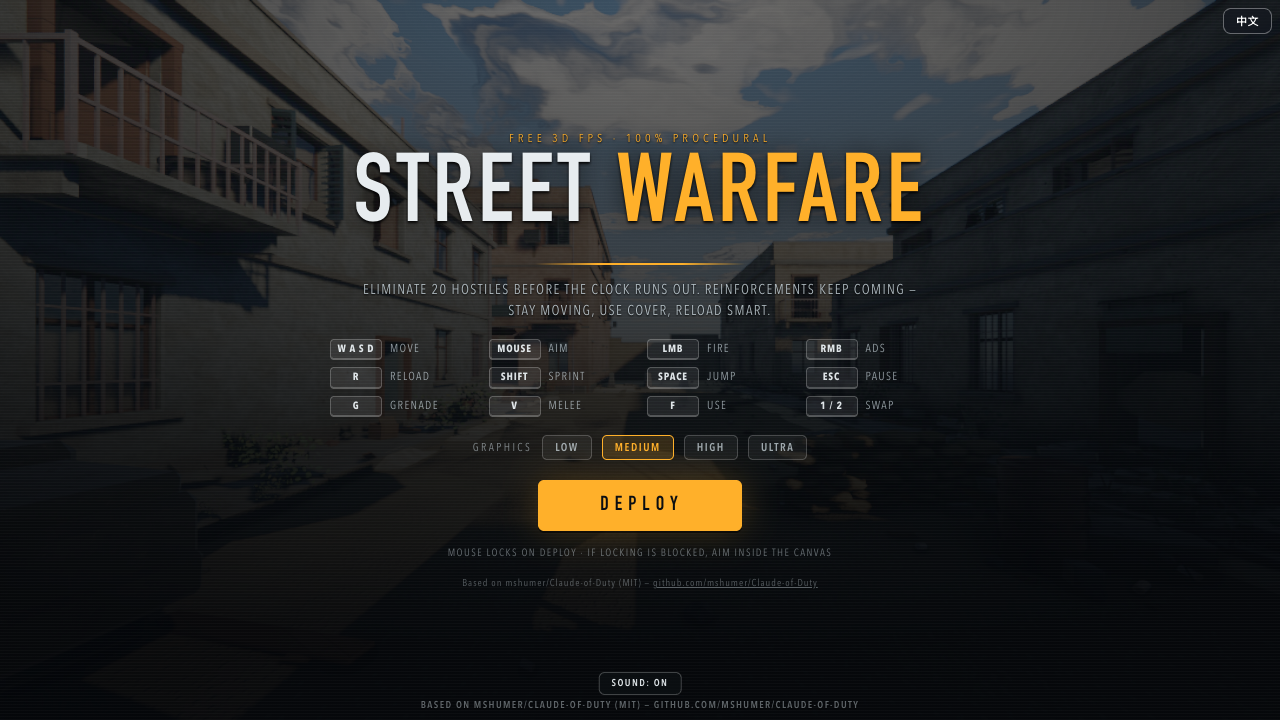 中文
FREE 3D FPS · 100% PROCEDURAL
STREET WARFARE
ELIMINATE 20 HOSTILES BEFORE THE CLOCK RUNS OUT. REINFORCEMENTS KEEP COMING –
STAY MOVING, USE COVER, RELOAD SMART.
W A S D MOVE MOUSE AIM LMB FIRE RMB ADS
R RELOAD SHIFT SPRINT SPACE JUMP ESC PAUSE
G GRENADE V MELEE F USE 1 / 2 SWAP
GRAPHICS LOW MEDIUM HIGH ULTRA
DEPLOY
MOUSE LOCKS ON DEPLOY · IF LOCKING IS BLOCKED, AIM INSIDE THE CANVAS
Based on mshumer/Claude-of-Duty (MIT) – github.com/mshumer/Claude-of-Duty
SOUND: ON
BASED ON MSHUMER/CLAUDE-OF-DUTY (MIT) – GITHUB.COM/MSHUMER/CLAUDE-OF-DUTY